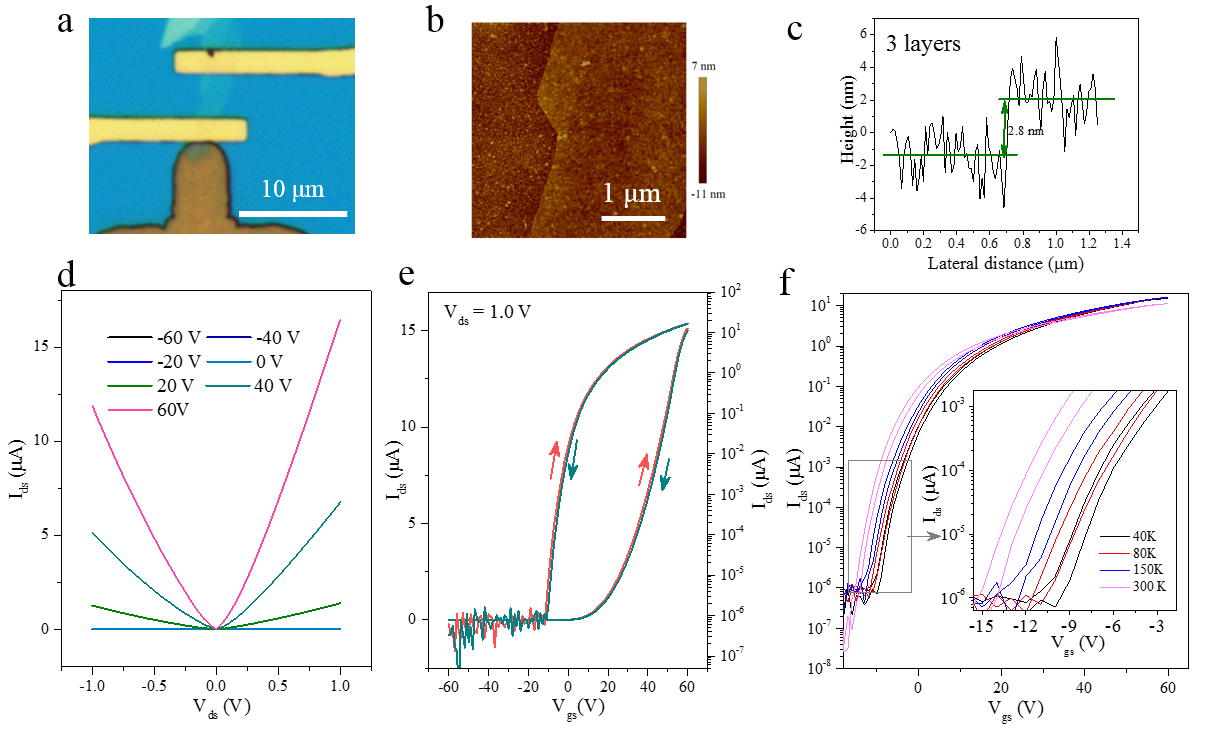 a
10 μm
b
7 nm
-11 nm
1 μm
c
3 layers
Height (nm)
6
4
2
0
-2
-4
-6
2.8 nm
0.0 0.2 0.4 0.6 0.8 1.0 1.2 1.4
Lateral distance (μm)
d
-60 V -40 V
-20 V 0 V
20 V 40 V
60V
I_ds (μA)
15
10
5
0
-1.0 -0.5 0.0 0.5 1.0
V_ds (V)
e
V_ds = 1.0 V
I_ds (μA)
15
10
5
0
10^2
10^1
10^0
10^-1
10^-2
10^-3
10^-4
10^-5
10^-6
10^-7
I_ds (μA)
-60 -40 -20 0 20 40 60
V_gs(V)
f
I_ds (μA)
10^1
10^0
10^-1
10^-2
10^-3
10^-4
10^-5
10^-6
10^-7
10^-8
0 20 40 60
V_gs (V)
I_ds (μA)
10^-3
10^-4
10^-5
10^-6
40K
80K
150K
300 K
-15 -12 -9 -6 -3
V_gs (V)